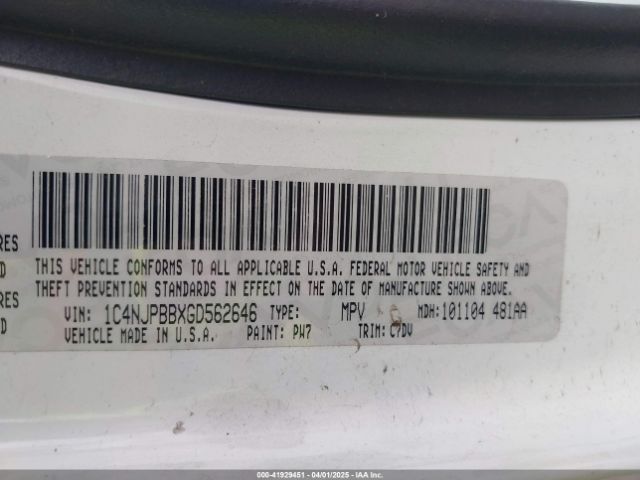 RES
D
RES
D
THIS VEHICLE CONFORMS TO ALL APPLICABLE U.S.A. FEDERAL MOTOR VEHICLE SAFETY AND
THEFT PREVENTION STANDARDS IN EFFECT ON THE DATE OF MANUFACTURE SHOWN ABOVE.
VIN: 1C4NJPBBXGD562646 TYPE: MPV MDH:101104 481AA
VEHICLE MADE IN U.S.A. PAINT: PW7 TRIM: C7DV
000-41929451 - 04/01/2025 - IAA Inc.